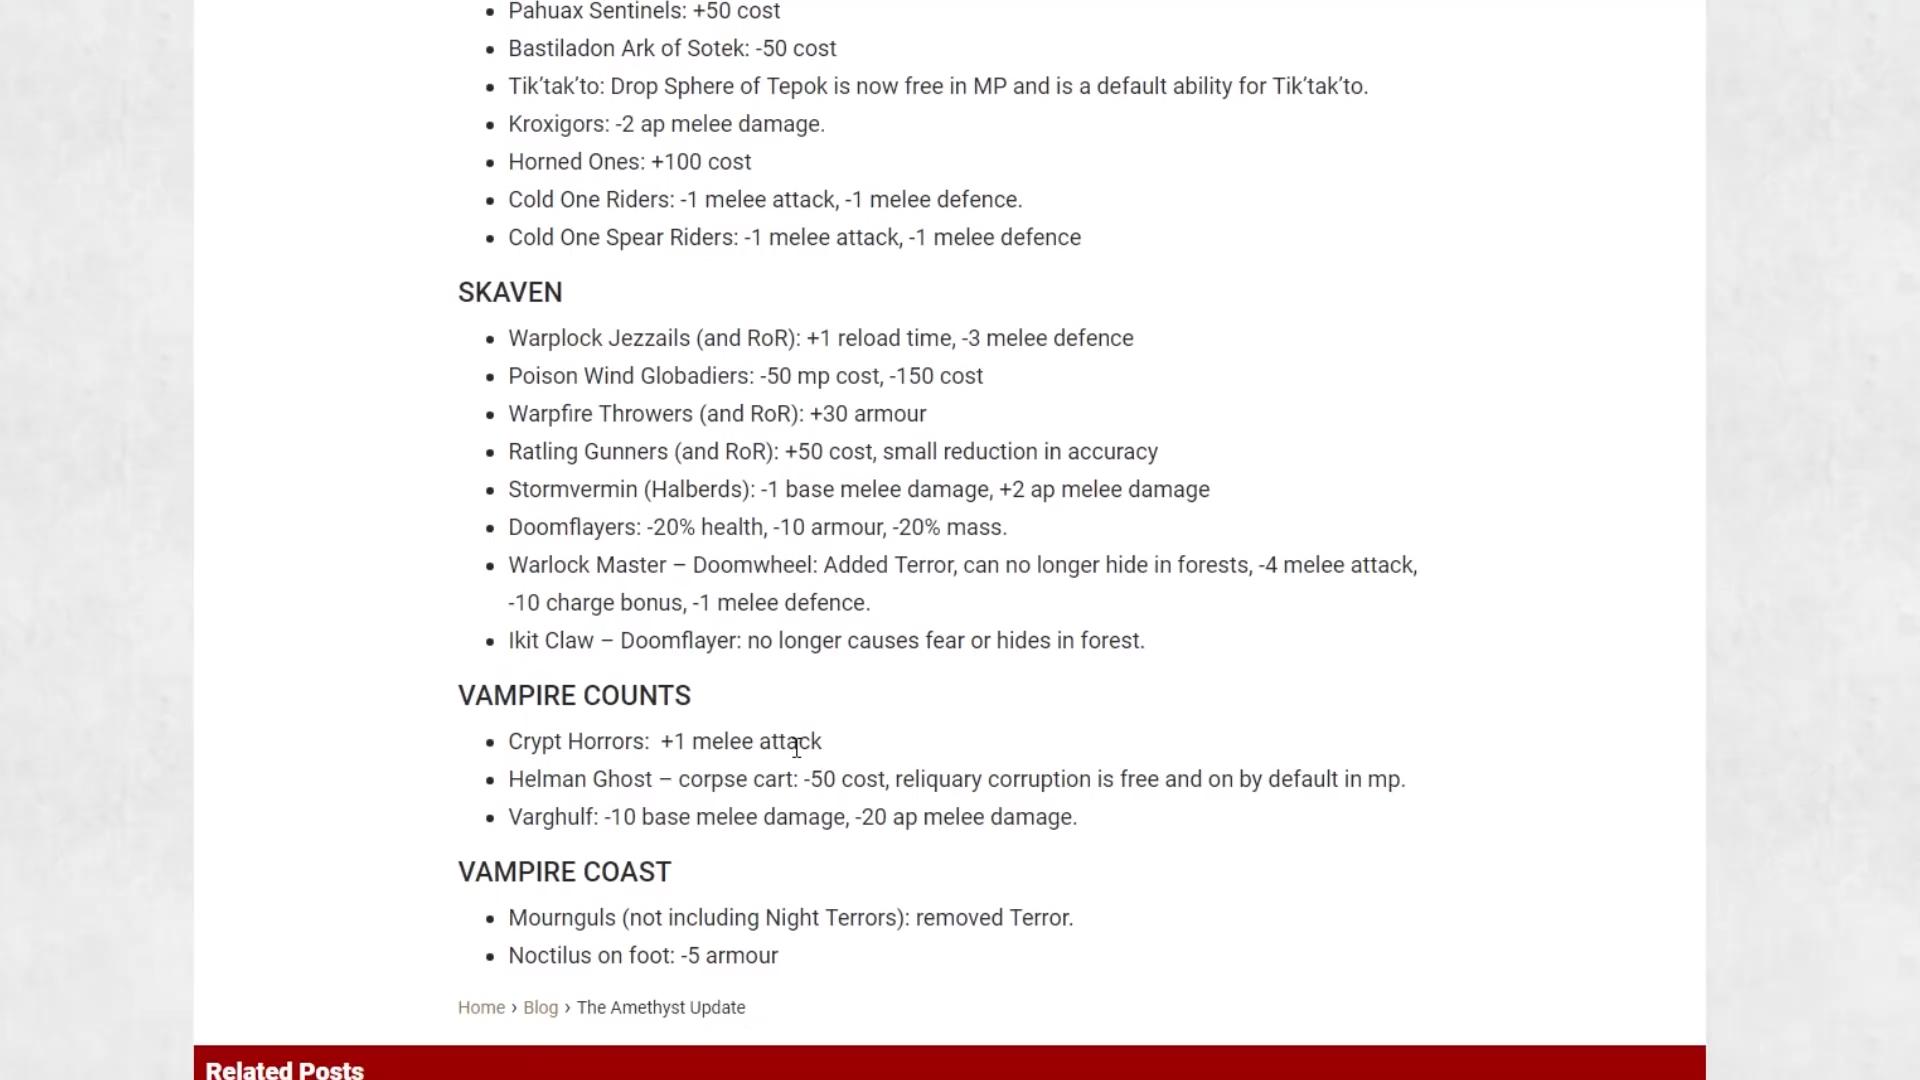 Pahuax Sentinels: +50 cost
Bastiladon Ark of Sotek: -50 cost
Tik’tak’to: Drop Sphere of Tepok is now free in MP and is a default ability for Tik’tak’to.
Kroxigors: -2 ap melee damage.
Horned Ones: +100 cost
Cold One Riders: -1 melee attack, -1 melee defence.
Cold One Spear Riders: -1 melee attack, -1 melee defence
SKAVEN
Warplock Jezzails (and RoR): +1 reload time, -3 melee defence
Poison Wind Globadiers: -50 mp cost, -150 cost
Warpfire Throwers (and RoR): +30 armour
Ratling Gunners (and RoR): +50 cost, small reduction in accuracy
Stormvermin (Halberds): -1 base melee damage, +2 ap melee damage
Doomflayers: -20% health, -10 armour, -20% mass.
Warlock Master – Doomwheel: Added Terror, can no longer hide in forests, -4 melee attack,
-10 charge bonus, -1 melee defence.
Ikit Claw – Doomflayer: no longer causes fear or hides in forest.
VAMPIRE COUNTS
Crypt Horrors:  +1 melee attack
Helman Ghost – corpse cart: -50 cost, reliquary corruption is free and on by default in mp.
Varghulf: -10 base melee damage, -20 ap melee damage.
VAMPIRE COAST
Mournguls (not including Night Terrors): removed Terror.
Noctilus on foot: -5 armour
Home › Blog › The Amethyst Update
Related Posts